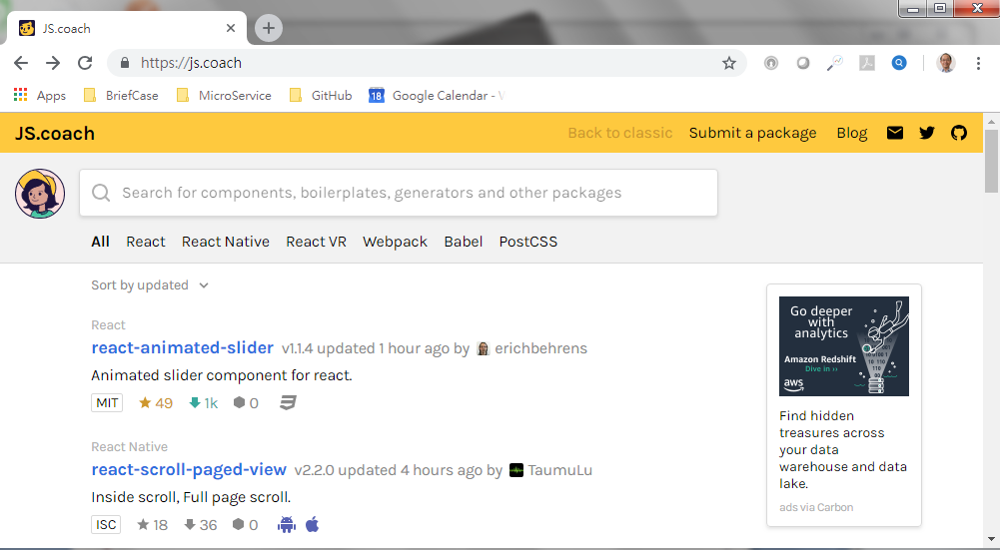 JS.coach
https://js.coach
Apps BriefCase MicroService GitHub 18 Google Calendar -
JS.coach Back to classic Submit a package Blog
Search for components, boilerplates, generators and other packages
All React React Native React VR Webpack Babel PostCSS
Sort by updated
React
react-animated-slider v1.1.4 updated 1 hour ago by erichbehrens
Animated slider component for react.
MIT 49 1k 0
React Native
react-scroll-paged-view v2.2.0 updated 4 hours ago by TaumuLu
Inside scroll, Full page scroll.
ISC 18 36 0
Go deeper
with
analytics
Amazon Redshift
Dive in ››
aws
Find hidden
treasures across
your data
warehouse and data
lake.
ads via Carbon